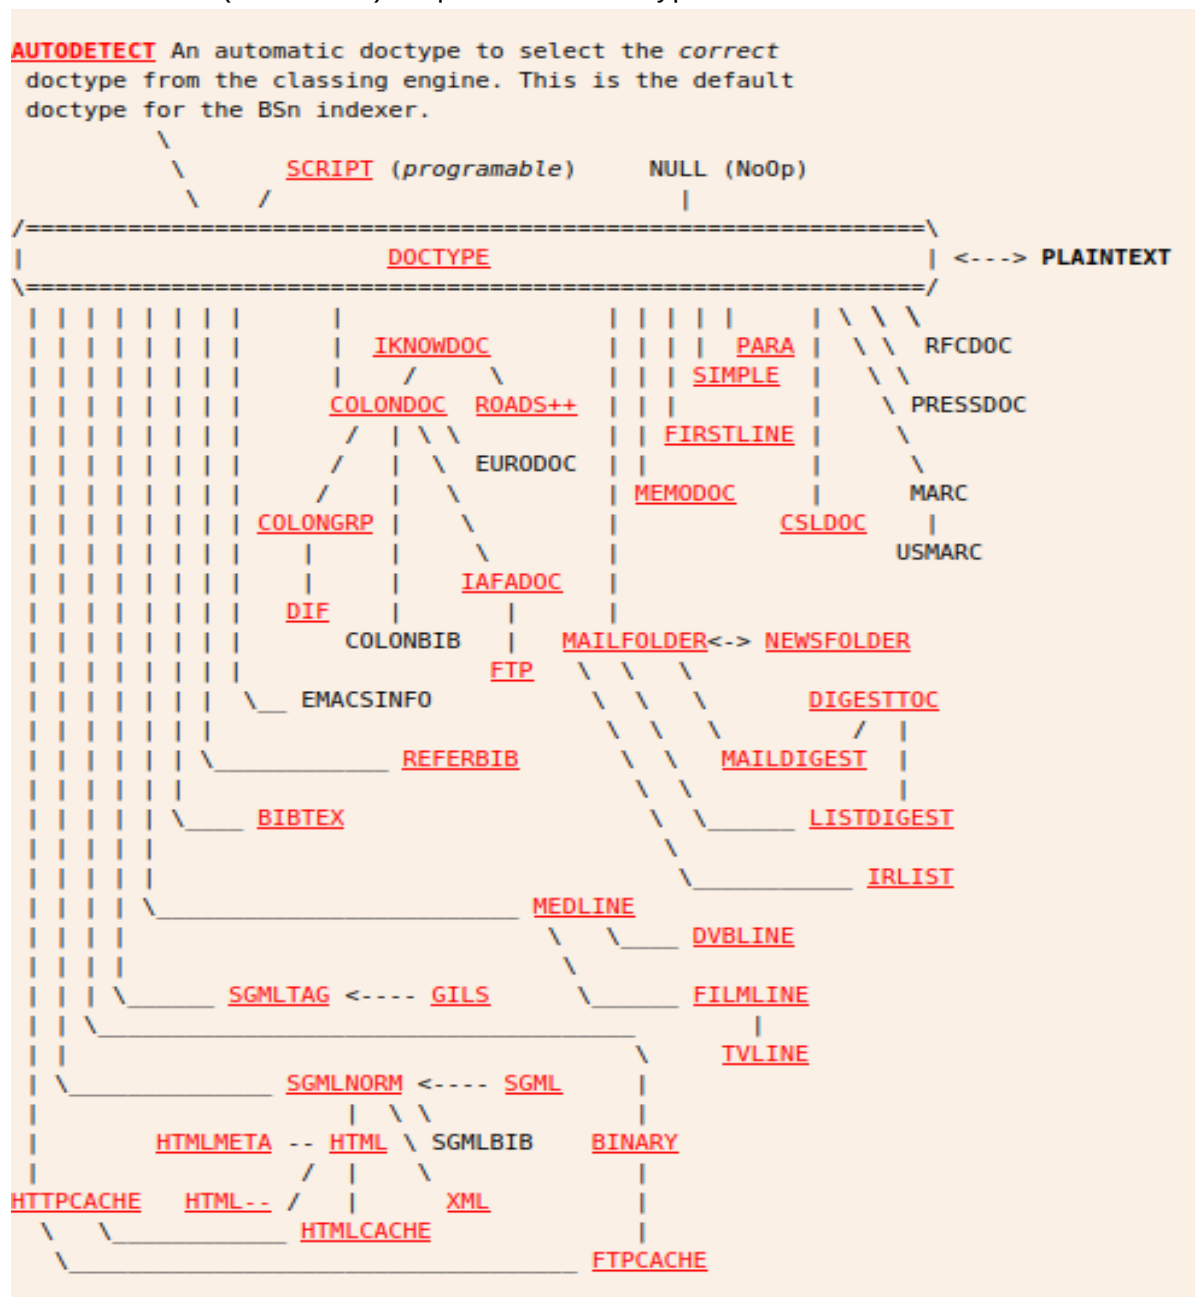 AUTODETECT An automatic doctype to select the correct
doctype from the classing engine. This is the default
doctype for the BSn indexer.
SCRIPT (programable) NULL (NoOp)
DOCTYPE <---> PLAINTEXT
IKNOWDOC PARA RFCDOC
SIMPLE
COLONDOC ROADS++ PRESSDOC
FIRSTLINE
EURODOC
MEMODOC MARC
COLONGRP CSLDOC
USMARC
IAFADOC
DIF
COLONBIB MAILFOLDER<-> NEWSFOLDER
FTP
EMACSINFO DIGESTTOC
REFERBIB MAILDIGEST
BIBTEX LISTDIGEST
IRLIST
MEDLINE
DVBLINE
SGMLTAG <---- GILS FILMLINE
TVLINE
SGMLNORM <---- SGML
HTMLMETA -- HTML SGMLBIB BINARY
HTTPCACHE HTML-- XML
HTMLCACHE
FTPCACHE